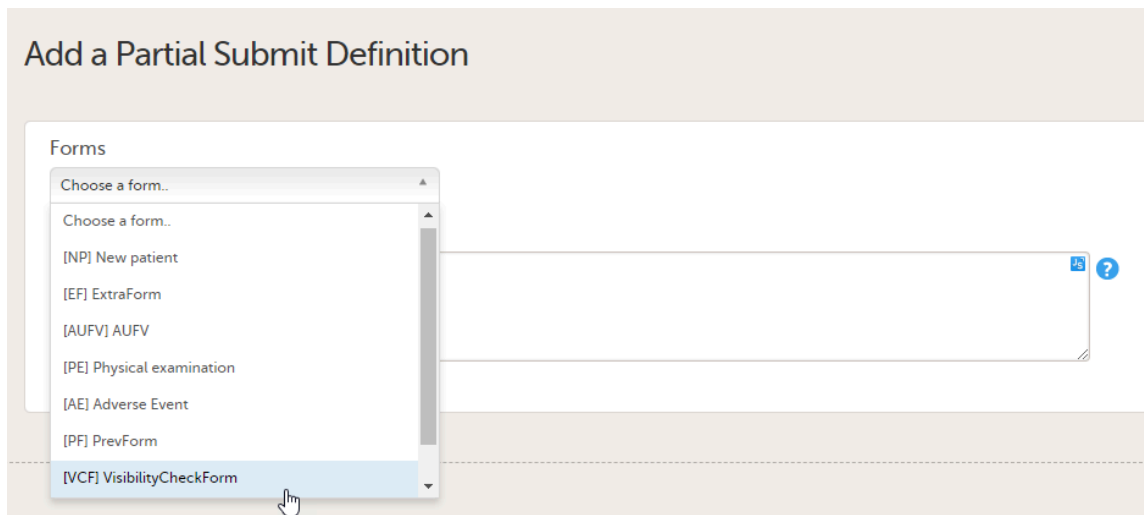 Add a Partial Submit Definition
Forms
Choose a form..
Choose a form..
[NP] New patient
[EF] ExtraForm
[AUFV] AUFV
[PE] Physical examination
[AE] Adverse Event
[PF] PrevForm
[VCF] VisibilityCheckForm
JS
?